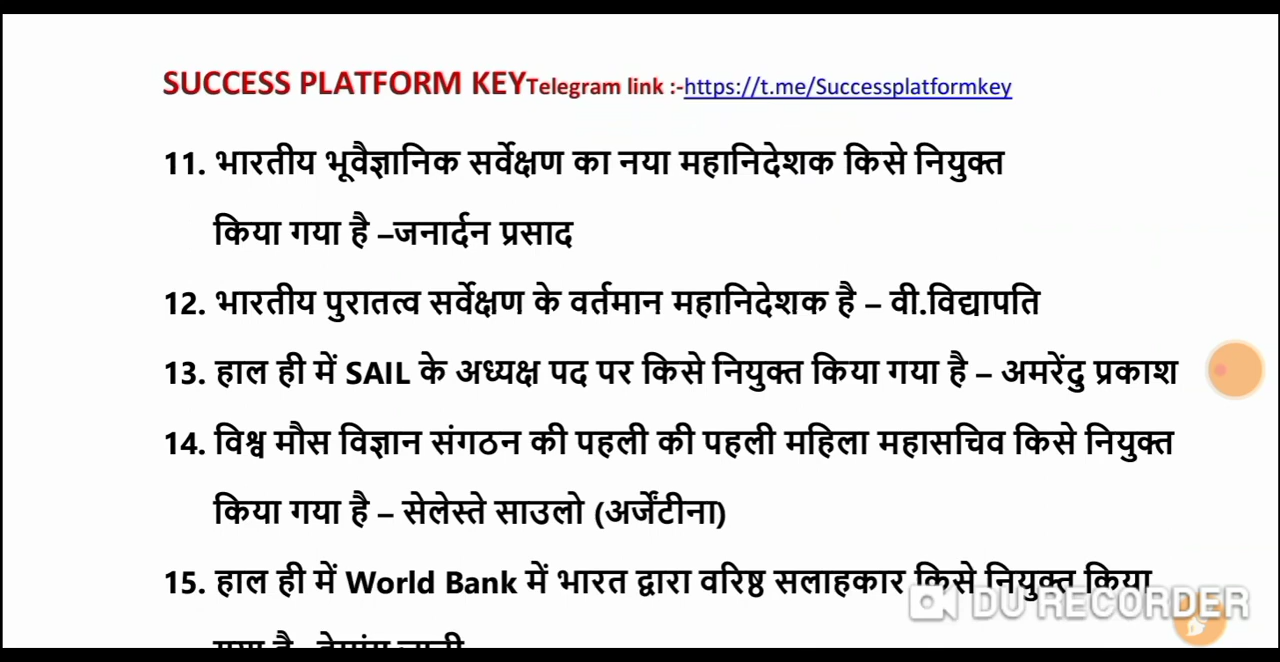 SUCCESS PLATFORM KEYTelegram link :-https://t.me/Successplatformkey
11. भारतीय भूवैज्ञानिक सर्वेक्षण का नया महानिदेशक किसे नियुक्त
किया गया है –जनार्दन प्रसाद
12. भारतीय पुरातत्व सर्वेक्षण के वर्तमान महानिदेशक है – वी.विद्यापति
13. हाल ही में SAIL के अध्यक्ष पद पर किसे नियुक्त किया गया है – अमरेंदु प्रकाश
14. विश्व मौस विज्ञान संगठन की पहली की पहली महिला महासचिव किसे नियुक्त
किया गया है – सेलेस्ते साउलो (अर्जेंटीना)
15. हाल ही में World Bank में भारत द्वारा वरिष्ठ सलाहकार किसे नियुक्त किया
DU RECORDER